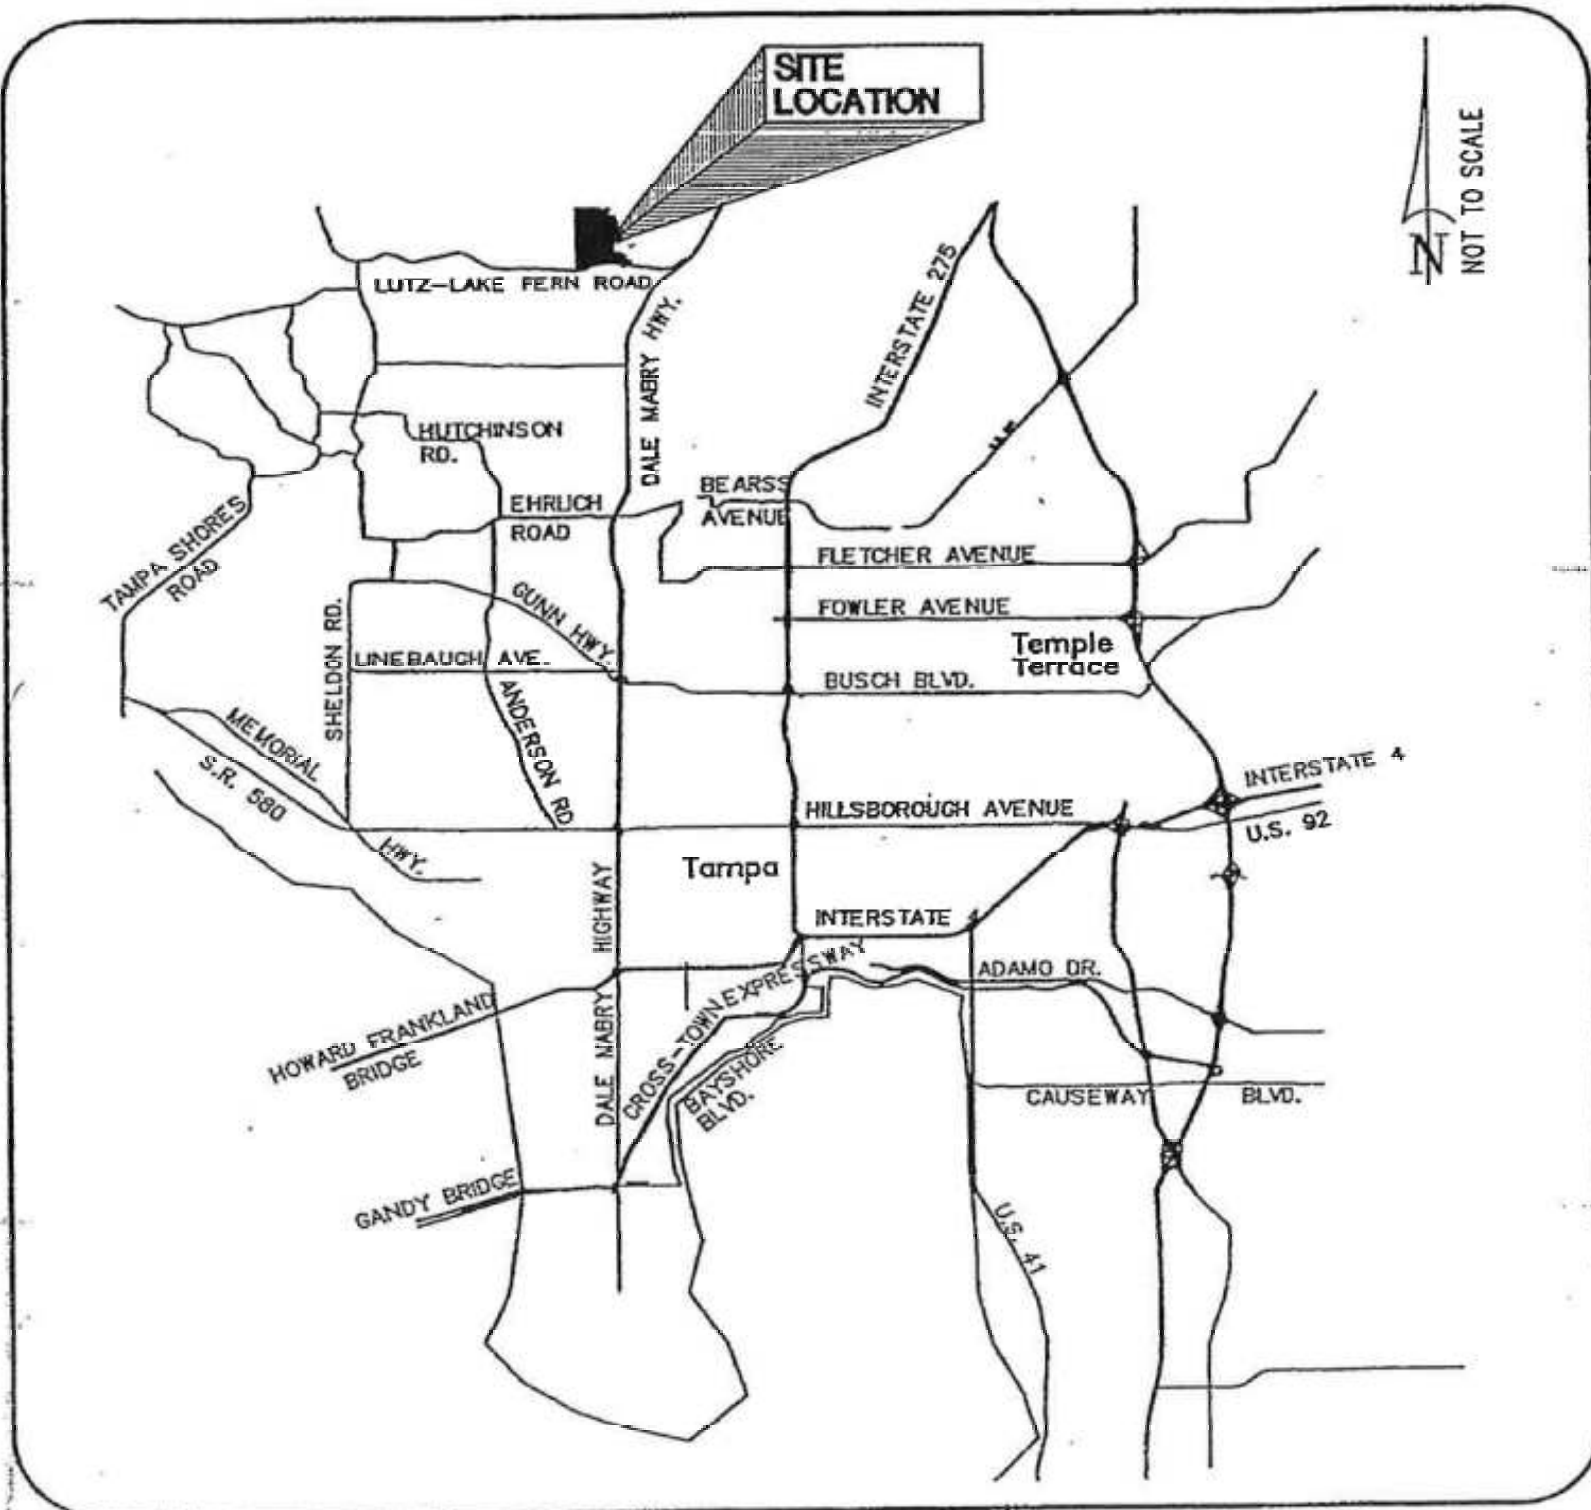 SITE
LOCATION
NOT TO SCALE
N
LUTZ-LAKE FERN ROAD
DALE MABRY HWY.
INTERSTATE 275
HUTCHINSON
RD.
BEARSS
AVENUE
EHRLICH
ROAD
TAMPA SHORES
ROAD
FLETCHER AVENUE
GUNN HWY.
FOWLER AVENUE
Temple
Terrace
SHELDON RD.
LINEBAUGH AVE.
BUSCH BLVD.
ANDERSON RD.
MEMORIAL
HWY.
S.R. 580
INTERSTATE 4
HILLSBOROUGH AVENUE
U.S. 92
Tampa
DALE MABRY HIGHWAY
INTERSTATE 4
CROSS-TOWN EXPRESSWAY
ADAMO DR.
HOWARD FRANKLAND
BRIDGE
BAYSHORE
BLVD.
CAUSEWAY BLVD.
GANDY BRIDGE
U.S. 41